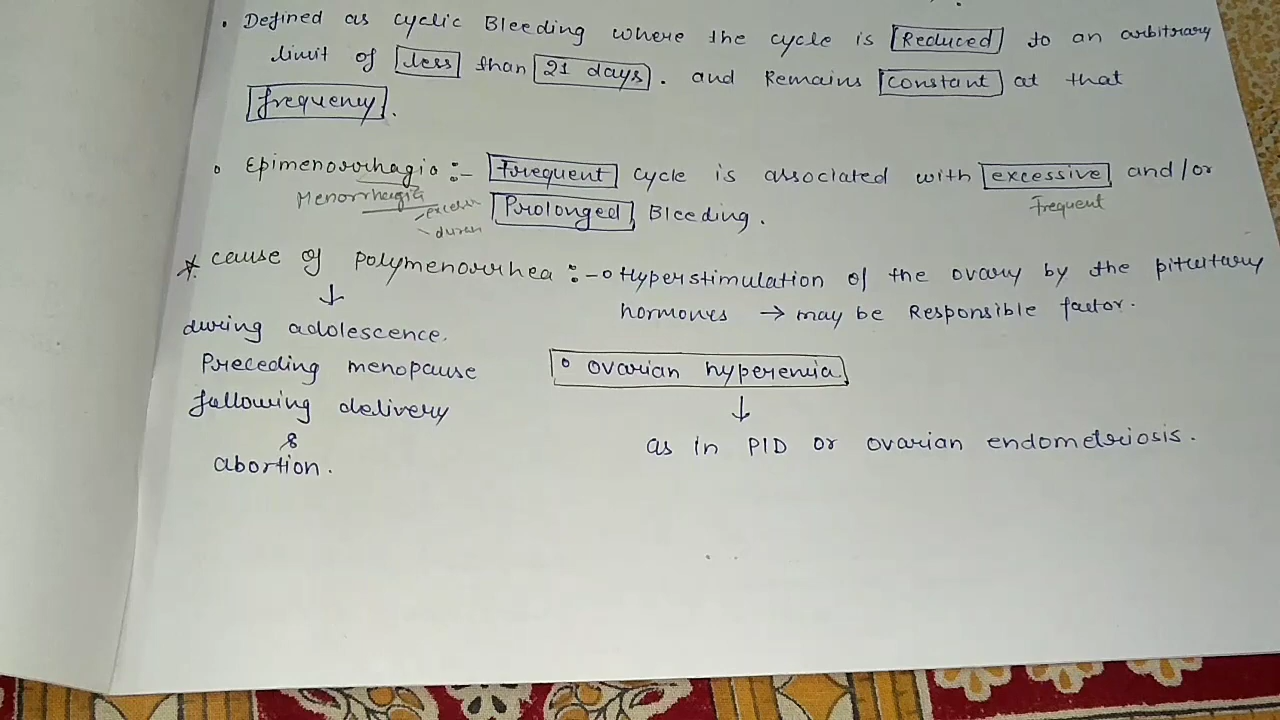 • Defined as cyclic Bleeding where the cycle is Reduced to an arbitrary
limit of less than 21 days. and Remains constant at that
frequency.
• Epimenorrhagia :- Frequent cycle is associated with excessive and/or
Menorrhagia Frequent
Prolonged Bleeding.
* cause of polymenorrhea :- • Hyperstimulation of the ovary by the pituitary
hormones → may be Responsible factor.
↓
during adolescence.
Preceding menopause
following delivery
&
abortion.
• ovarian hyperemia
↓
as in PID or ovarian endometriosis.